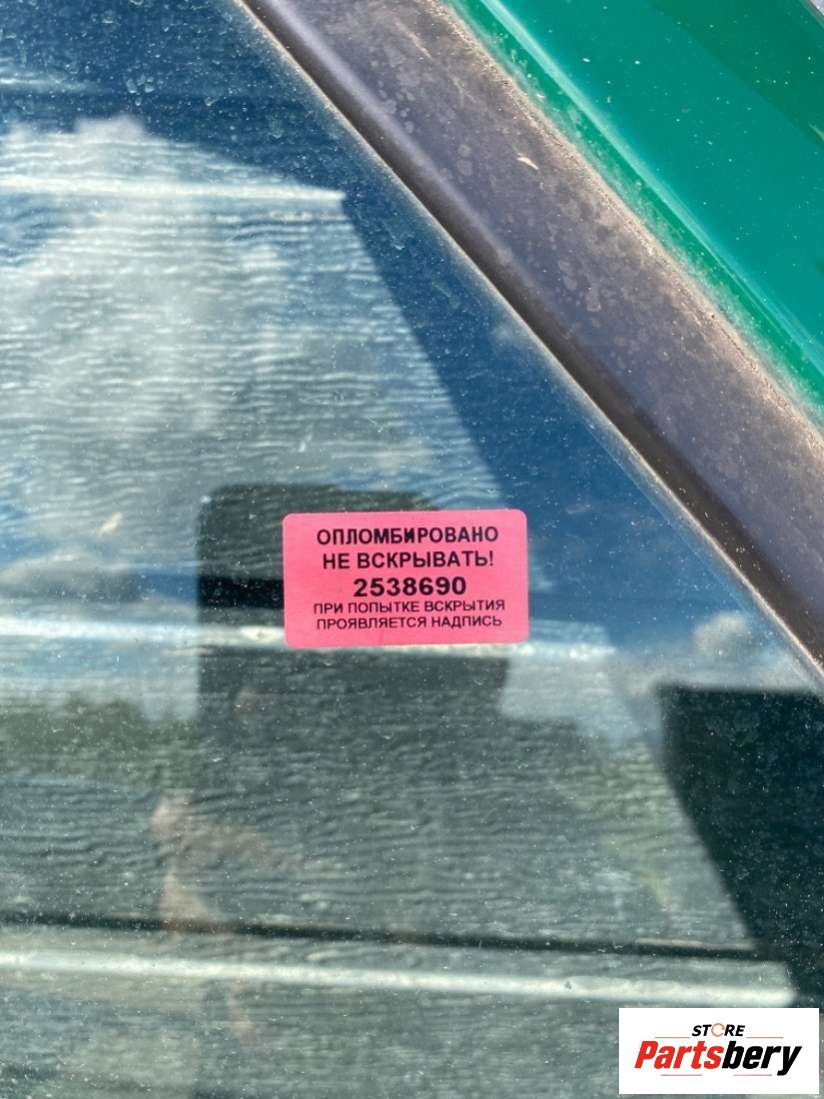 ОПЛОМБИРОВАНО
НЕ ВСКРЫВАТЬ!
2538690
ПРИ ПОПЫТКЕ ВСКРЫТИЯ
ПРОЯВЛЯЕТСЯ НАДПИСЬ
STORE
Partsbery